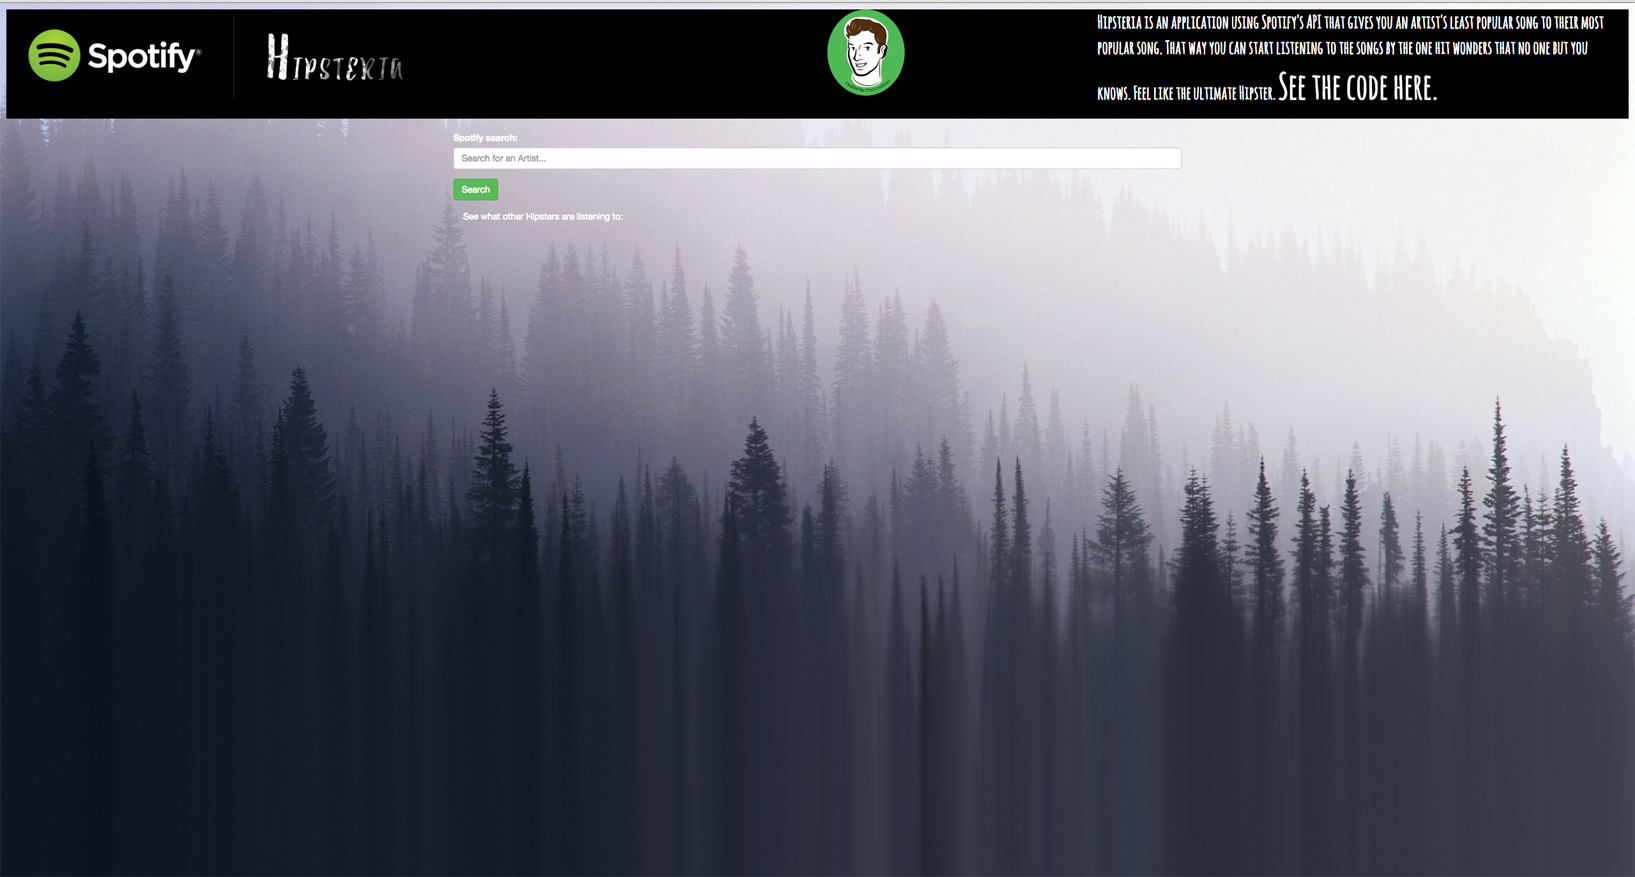 Spotify®
Hipsteria
Hipsteria is an application using Spotify's API that gives you an artist's least popular song to their most
popular song. That way you can start listening to the songs by the one hit wonders that no one but you
knows. Feel like the ultimate Hipster. See the code here.
Spotify search:
Search for an Artist...
Search
See what other Hipsters are listening to: